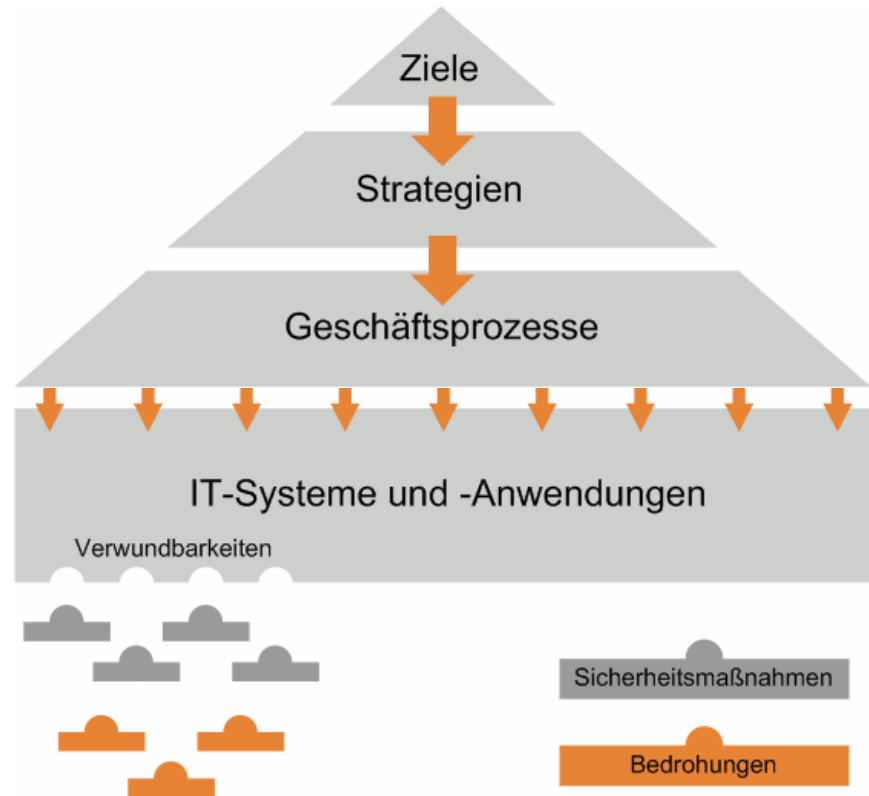 Ziele
Strategien
Geschäftsprozesse
IT-Systeme und -Anwendungen
Verwundbarkeiten
Sicherheitsmaßnahmen
Bedrohungen